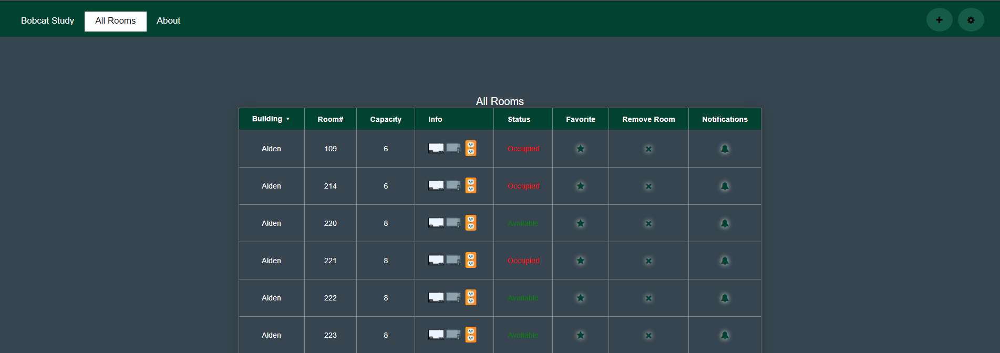 Bobcat Study All Rooms About
All Rooms
Building Room# Capacity Info Status Favorite Remove Room Notifications
Alden 109 6 Occupied
Alden 214 6 Occupied
Alden 220 8 Available
Alden 221 8 Occupied
Alden 222 8 Available
Alden 223 8 Available